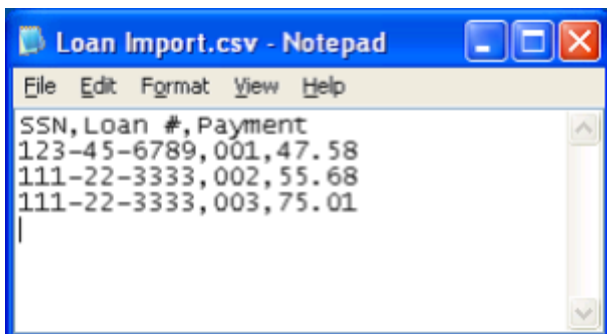 Loan Import.csv - Notepad
File Edit Format View Help
SSN,Loan #,Payment
123-45-6789,001,47.58
111-22-3333,002,55.68
111-22-3333,003,75.01